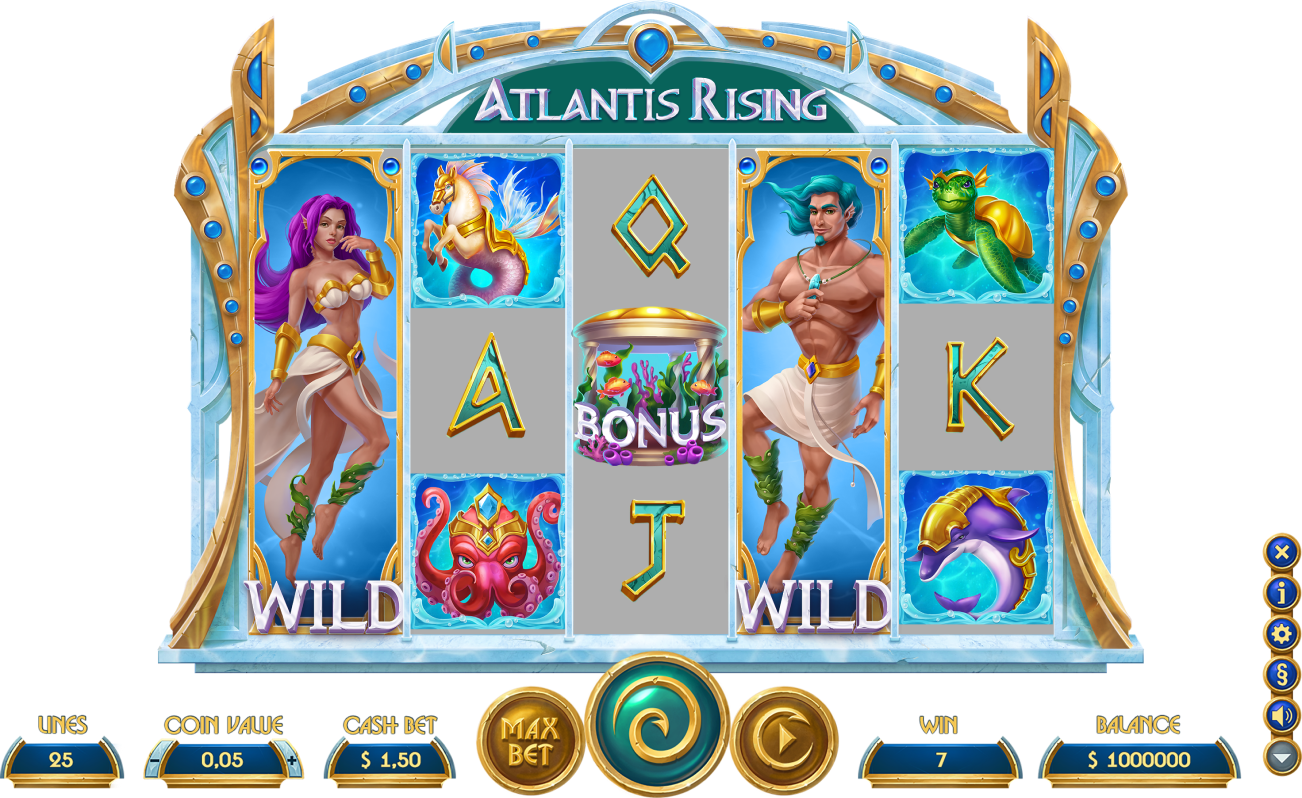 ATLANTIS RISING
Q
A
BONUS
K
J
WILD
WILD
LINES
25
COIN VALUE
- 0,05 +
CASH BET
$ 1,50
MAX
BET
WIN
7
BALANCE
$ 1000000
i
§